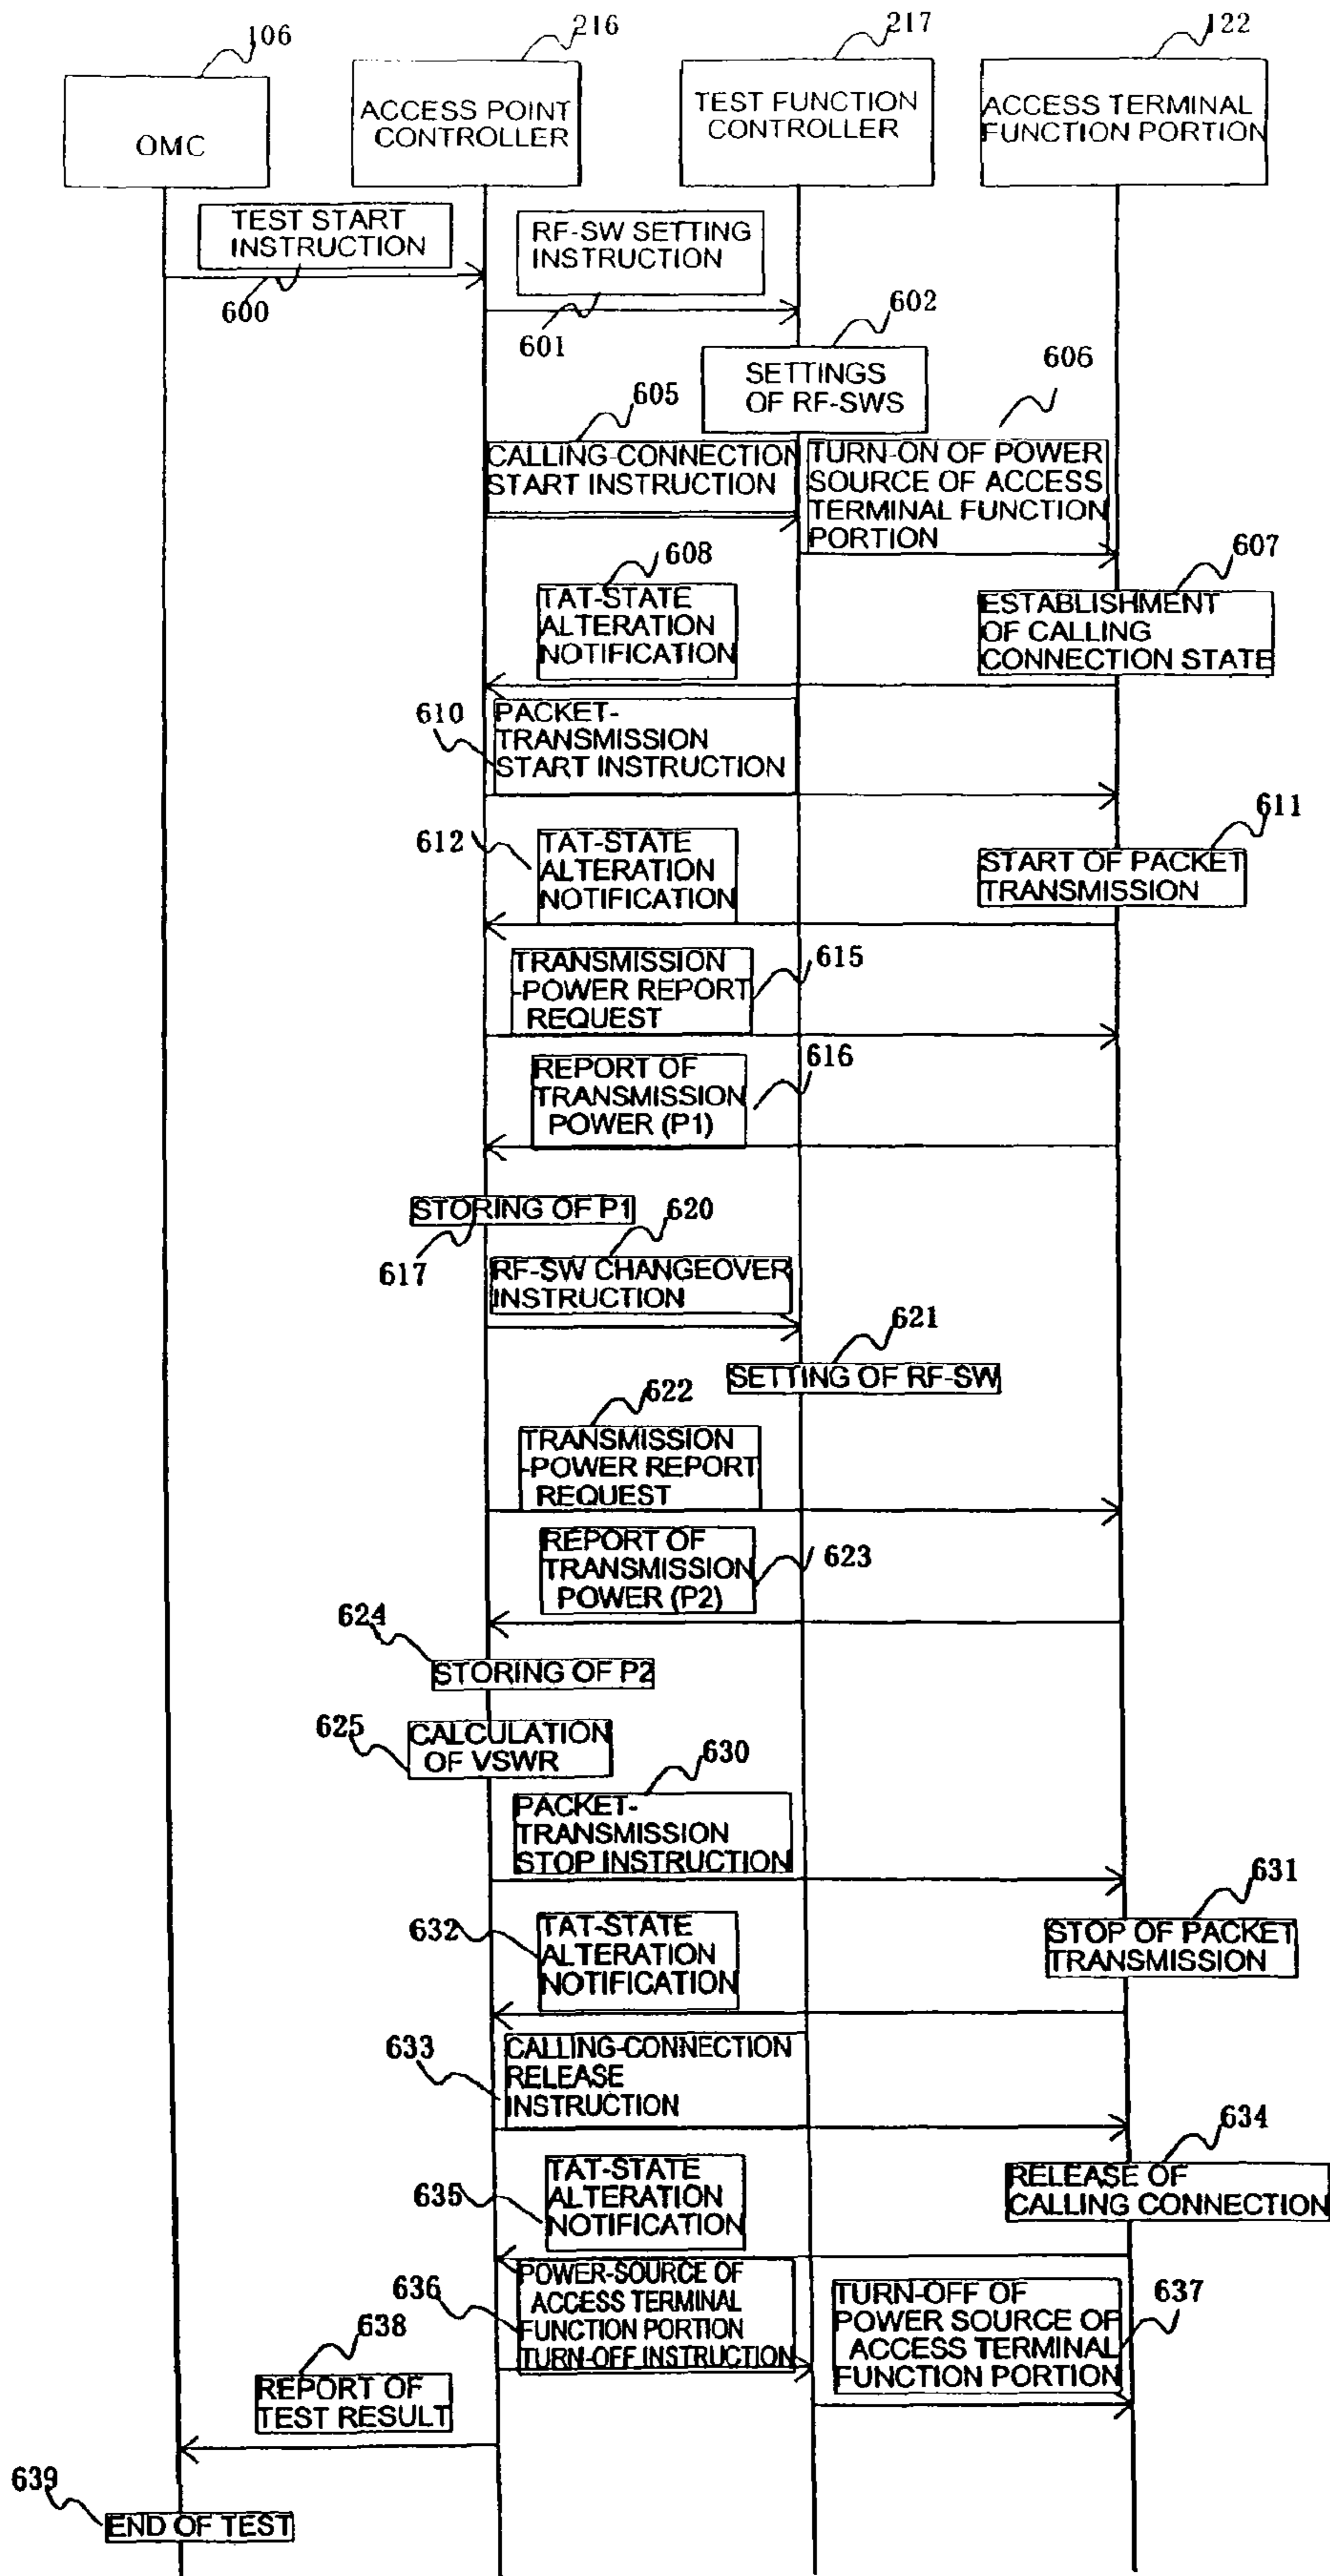 106
216
217
122
OMC
ACCESS POINT
CONTROLLER
TEST FUNCTION
CONTROLLER
ACCESS TERMINAL
FUNCTION PORTION
TEST START
INSTRUCTION
600
RF-SW SETTING
INSTRUCTION
601
602
SETTINGS
OF RF-SWS
605
CALLING-CONNECTION
START INSTRUCTION
606
TURN-ON OF POWER
SOURCE OF ACCESS
TERMINAL FUNCTION
PORTION
607
ESTABLISHMENT
OF CALLING
CONNECTION STATE
608
TAT-STATE
ALTERATION
NOTIFICATION
610
PACKET-
TRANSMISSION
START INSTRUCTION
611
START OF PACKET
TRANSMISSION
612
TAT-STATE
ALTERATION
NOTIFICATION
TRANSMISSION
-POWER REPORT
REQUEST
615
REPORT OF
TRANSMISSION
POWER (P1)
616
STORING OF P1
617
620
RF-SW CHANGEOVER
INSTRUCTION
621
SETTING OF RF-SW
622
TRANSMISSION
-POWER REPORT
REQUEST
REPORT OF
TRANSMISSION
POWER (P2)
623
624
STORING OF P2
625
CALCULATION
OF VSWR
630
PACKET-
TRANSMISSION
STOP INSTRUCTION
631
STOP OF PACKET
TRANSMISSION
632
TAT-STATE
ALTERATION
NOTIFICATION
633
CALLING-CONNECTION
RELEASE
INSTRUCTION
634
RELEASE OF
CALLING CONNECTION
635
TAT-STATE
ALTERATION
NOTIFICATION
636
POWER-SOURCE OF
ACCESS TERMINAL
FUNCTION PORTION
TURN-OFF INSTRUCTION
637
TURN-OFF OF
POWER SOURCE OF
ACCESS TERMINAL
FUNCTION PORTION
638
REPORT OF
TEST RESULT
639
END OF TEST